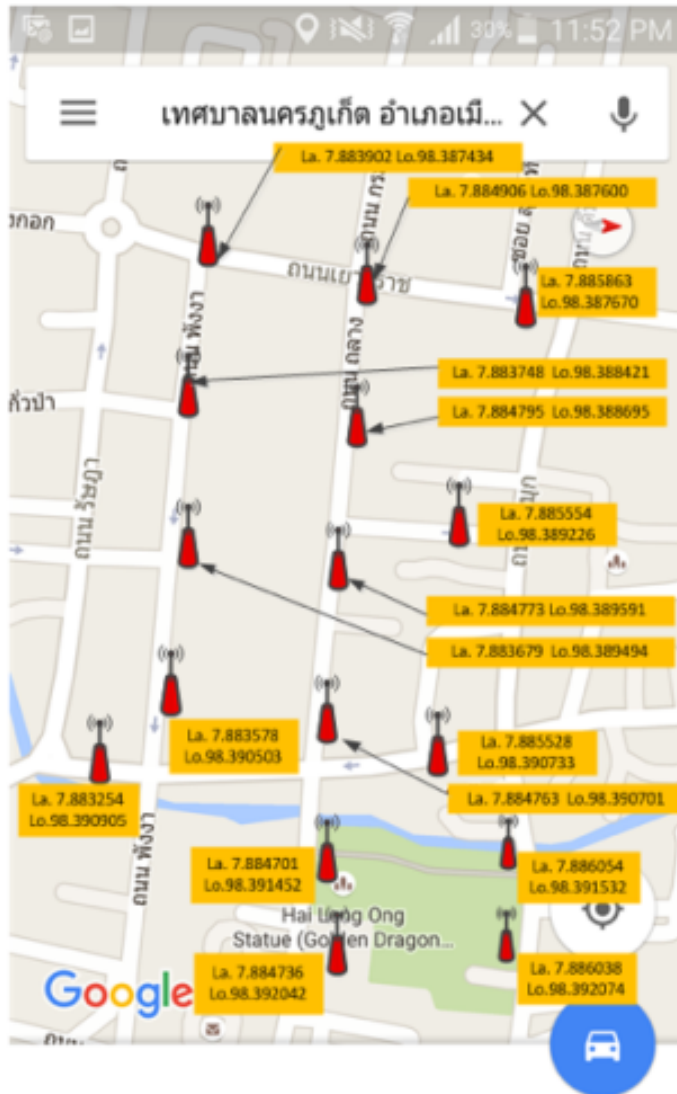 30% 11:52 PM
เทศบาลนครภูเก็ต อำเภอเมื...
La. 7.883902 Lo.98.387434
La. 7.884906 Lo.98.387600
La. 7.885863
Lo.98.387670
ถนนเยาวราช
La. 7.883748 Lo.98.388421
ถนน ถลาง
La. 7.884795 Lo.98.388695
ถนน รัษฎา
La. 7.885554
Lo.98.389226
La. 7.884773 Lo.98.389591
La. 7.883679 Lo.98.389494
La. 7.883578
Lo.98.390503
La. 7.885528
Lo.98.390733
La. 7.883254
Lo.98.390905
La. 7.884763 Lo.98.390701
ถนน พังงา
La. 7.884701
Lo.98.391452
La. 7.886054
Lo.98.391532
Hai Leong Ong
Statue (Golden Dragon...
La. 7.884736
Lo.98.392042
La. 7.886038
Lo.98.392074
Google